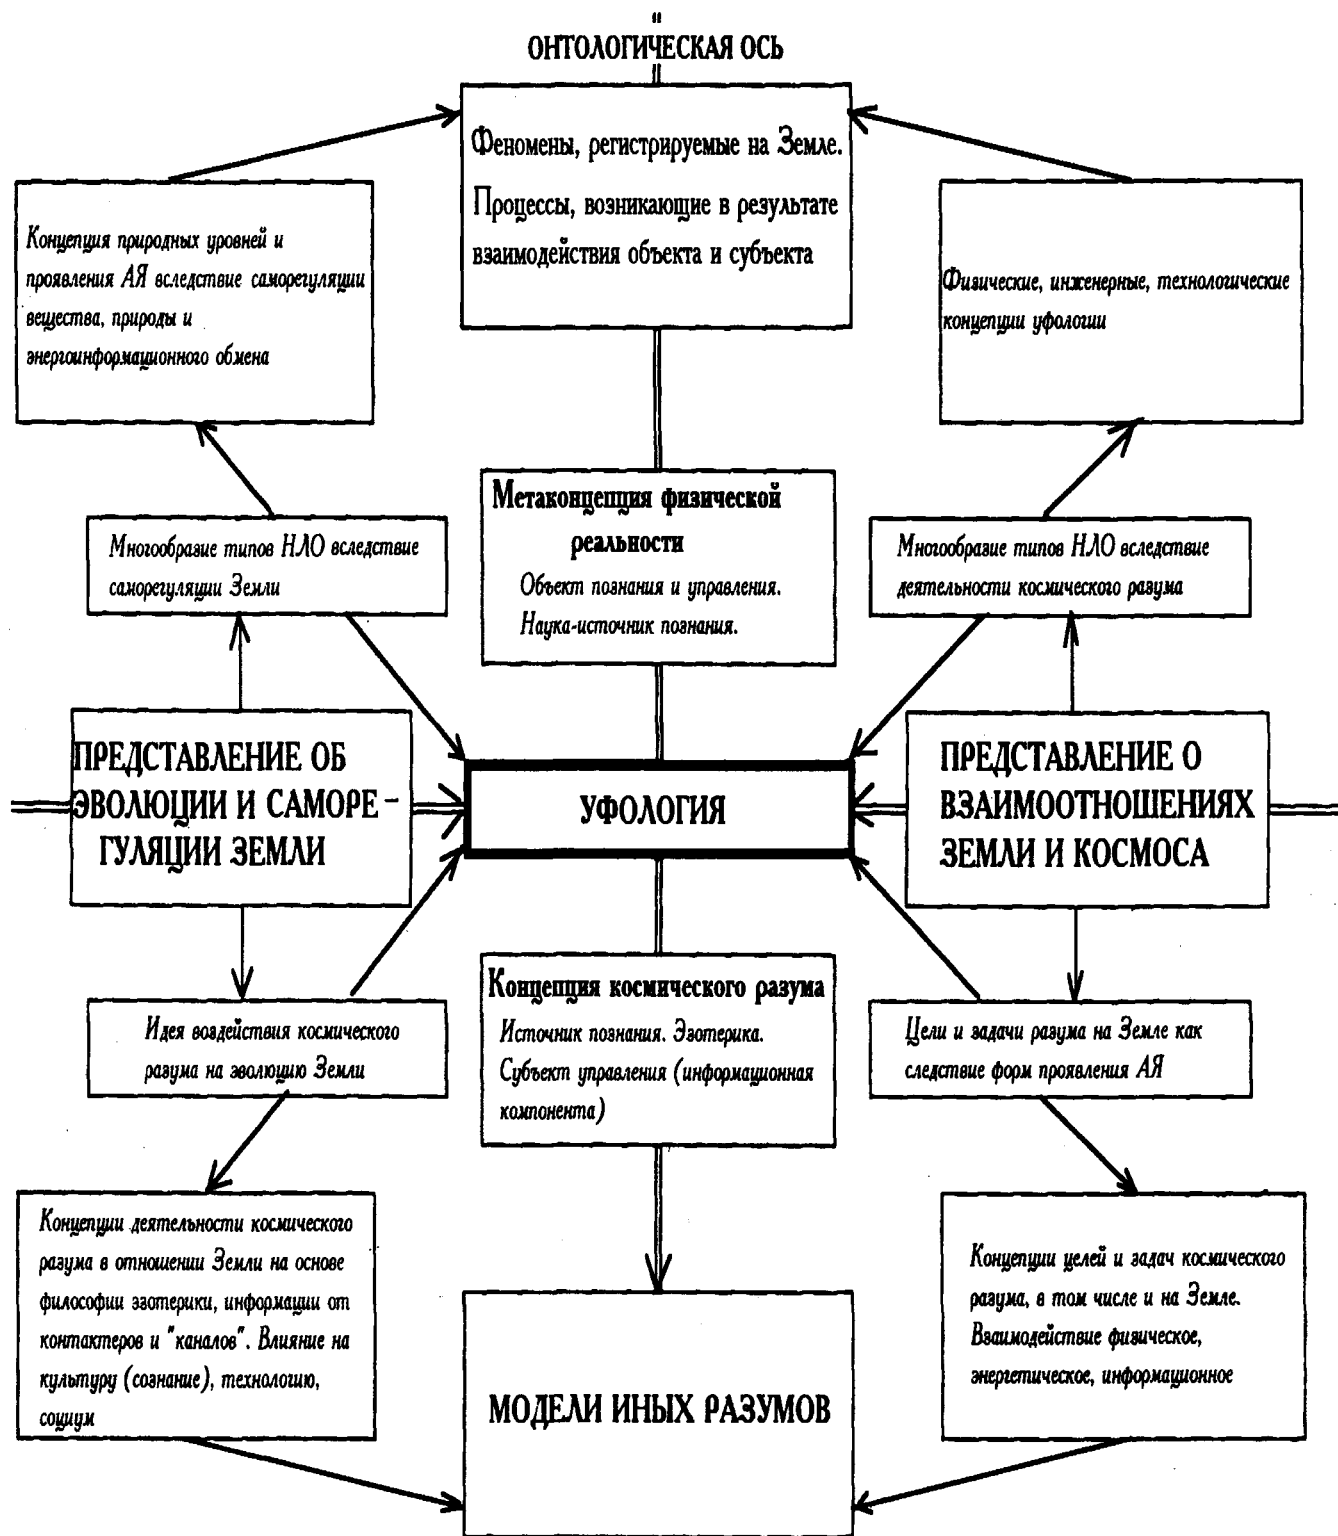 ОНТОЛОГИЧЕСКАЯ ОСЬ
Феномены, регистрируемые на Земле.
Процессы, возникающие в результате
взаимодействия объекта и субъекта
Концепция природных уровней и
проявления АЯ вследствие саморегуляции
вещества, природы и
энергоинформационного обмена
Физические, инженерные, технологические
концепции уфологии
Многообразие типов НЛО вследствие
саморегуляции Земли
Метаконцепция физической
реальности
Объект познания и управления.
Наука-источник познания.
Многообразие типов НЛО вследствие
деятельности космического разума
ПРЕДСТАВЛЕНИЕ ОБ
ЭВОЛЮЦИИ И САМОРЕ -
ГУЛЯЦИИ ЗЕМЛИ
УФОЛОГИЯ
ПРЕДСТАВЛЕНИЕ О
ВЗАИМООТНОШЕНИЯХ
ЗЕМЛИ И КОСМОСА
Идея воздействия космического
разума на эволюцию Земли
Концепция космического разума
Источник познания. Эзотерика.
Субъект управления (информационная
компонента)
Цели и задачи разума на Земле как
следствие форм проявления АЯ
Концепции деятельности космического
разума в отношении Земли на основе
философии эзотерики, информации от
контактеров и "каналов". Влияние на
культуру (сознание), технологию,
социум
МОДЕЛИ ИНЫХ РАЗУМОВ
Концепции целей и задач космического
разума, в том числе и на Земле.
Взаимодействие физическое,
энергетическое, информационное